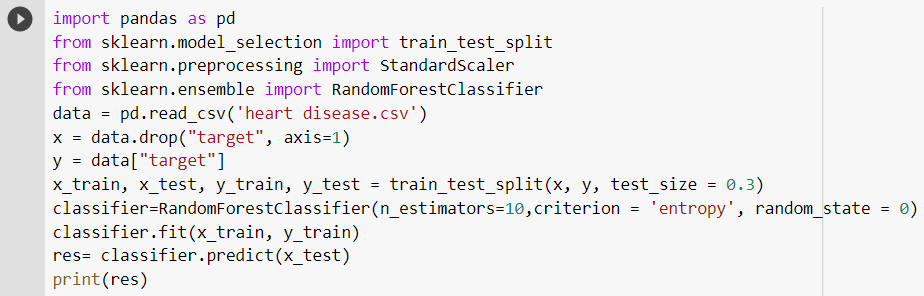 import pandas as pd
from sklearn.model_selection import train_test_split
from sklearn.preprocessing import StandardScaler
from sklearn.ensemble import RandomForestClassifier
data = pd.read_csv('heart disease.csv')
x = data.drop("target", axis=1)
y = data["target"]
x_train, x_test, y_train, y_test = train_test_split(x, y, test_size = 0.3)
classifier=RandomForestClassifier(n_estimators=10,criterion = 'entropy', random_state = 0)
classifier.fit(x_train, y_train)
res= classifier.predict(x_test)
print(res)